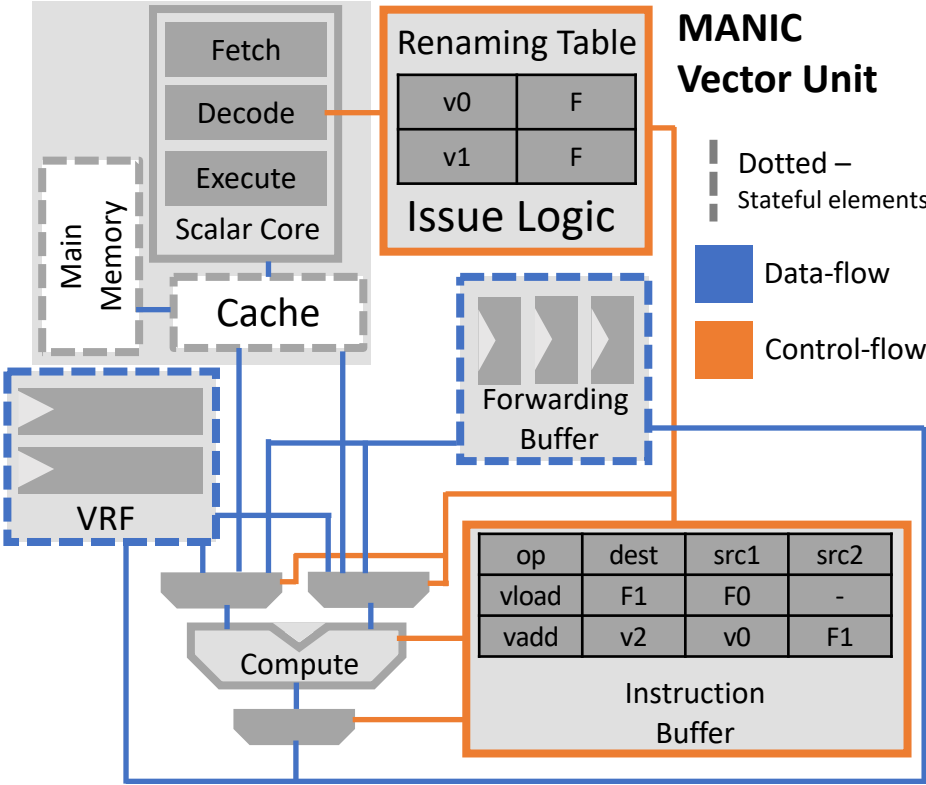 MANIC
Vector Unit
Fetch
Decode
Execute
Scalar Core
Renaming Table
v0 F
v1 F
Issue Logic
Main
Memory
Cache
Dotted –
Stateful elements
Data-flow
Control-flow
Forwarding
Buffer
VRF
op dest src1 src2
vload F1 F0 -
vadd v2 v0 F1
Instruction
Buffer
Compute